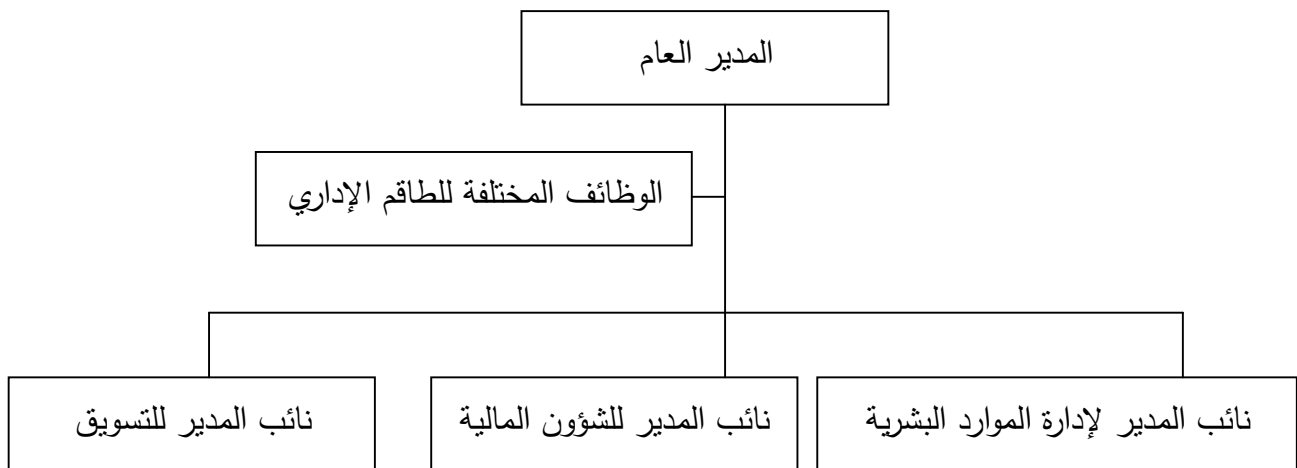 المدير العام
الوظائف المختلفة للطاقم الإداري
نائب المدير لإدارة الموارد البشرية
نائب المدير للشؤون المالية
نائب المدير للتسويق